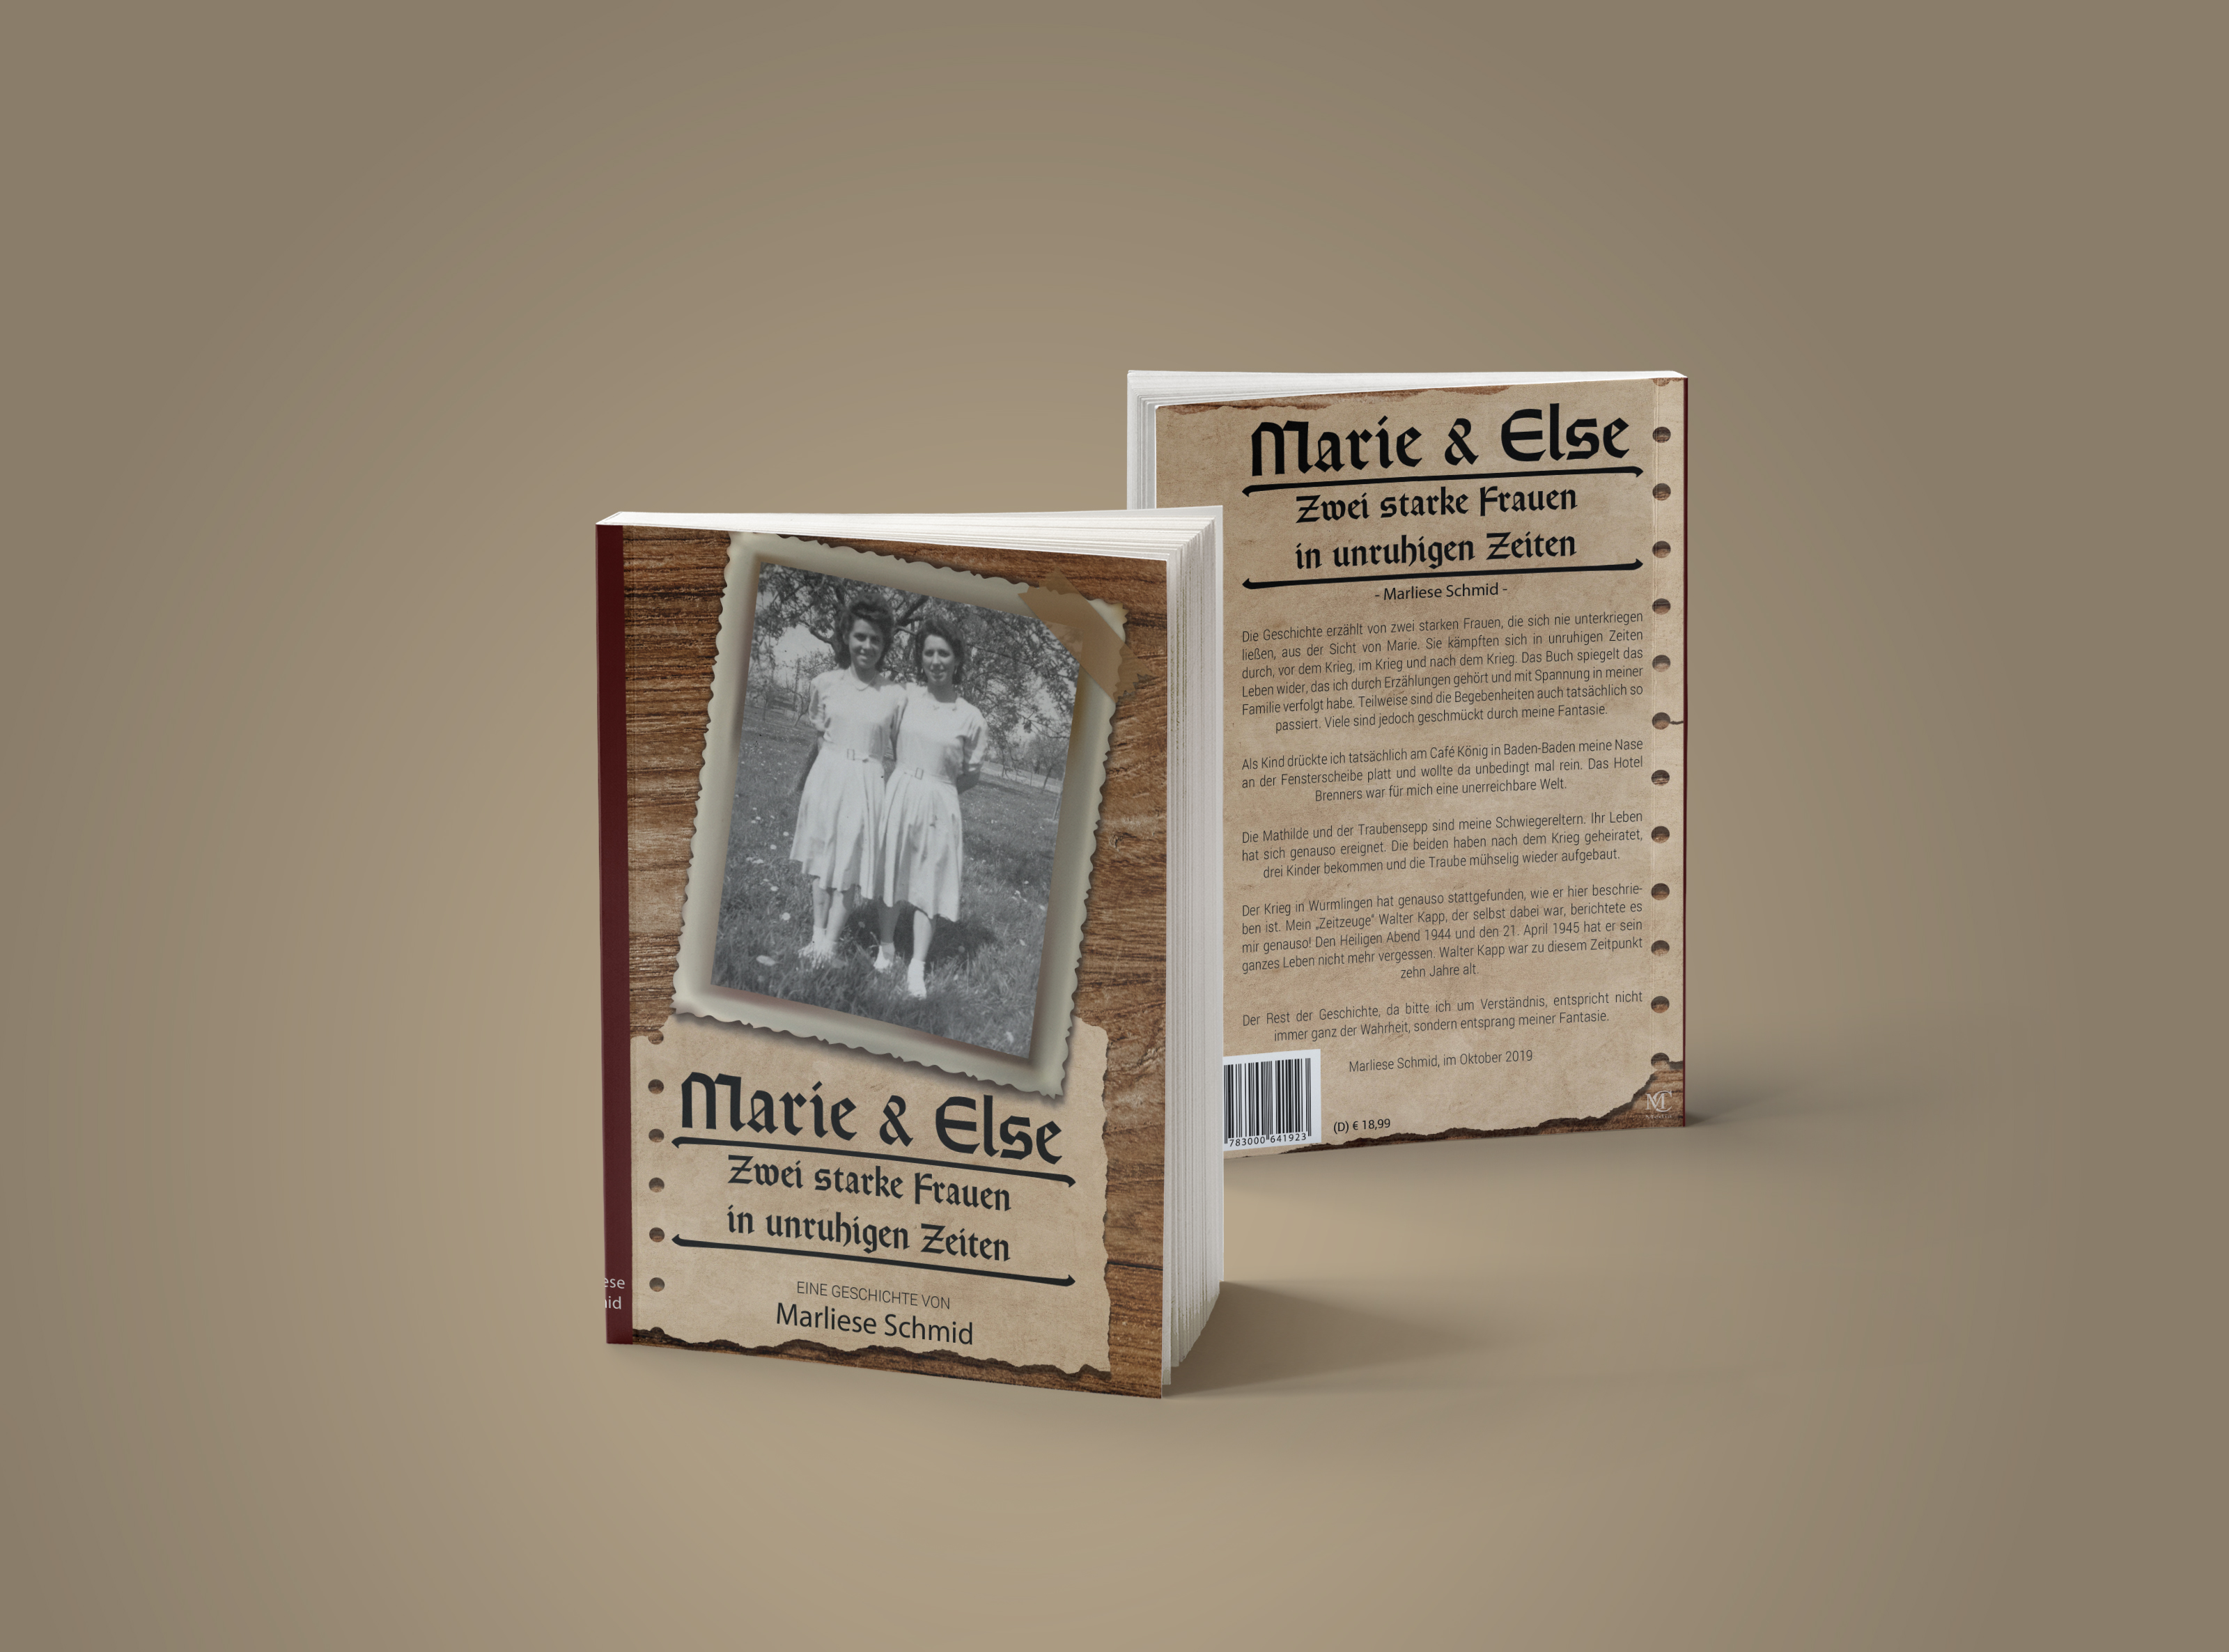 Marie & Else
Zwei starke Frauen
in unruhigen Zeiten
EINE GESCHICHTE VON
Marliese Schmid
Marie & Else
Zwei starke Frauen
in unruhigen Zeiten
- Marliese Schmid -
Die Geschichte erzählt von zwei starken Frauen, die sich nie unterkriegen
ließen, aus der Sicht von Marie. Sie kämpften sich in unruhigen Zeiten
durch, vor dem Krieg, im Krieg und nach dem Krieg. Das Buch spiegelt das
Leben wider, das ich durch Erzählungen gehört und mit Spannung in meiner
Familie verfolgt habe. Teilweise sind die Begebenheiten auch tatsächlich so
passiert. Viele sind jedoch geschmückt durch meine Fantasie.
Als Kind drückte ich tatsächlich am Café König in Baden-Baden meine Nase
an der Fensterscheibe platt und wollte da unbedingt mal rein. Das Hotel
Brenners war für mich eine unerreichbare Welt.
Die Mathilde und der Traubensepp sind meine Schwiegereltern. Ihr Leben
hat sich genauso ereignet. Die beiden haben nach dem Krieg geheiratet,
drei Kinder bekommen und die Traube mühselig wieder aufgebaut.
Der Krieg in Wurmlingen hat genauso stattgefunden, wie er hier beschrie-
ben ist. Mein „Zeitzeuge“ Walter Kapp, der selbst dabei war, berichtete es
mir genauso! Den Heiligen Abend 1944 und den 21. April 1945 hat er sein
ganzes Leben nicht mehr vergessen. Walter Kapp war zu diesem Zeitpunkt
zehn Jahre alt.
Der Rest der Geschichte, da bitte ich um Verständnis, entspricht nicht
immer ganz der Wahrheit, sondern entsprang meiner Fantasie.
Marliese Schmid, im Oktober 2019
783000 641923
(D) € 18,99
MC
ese
id